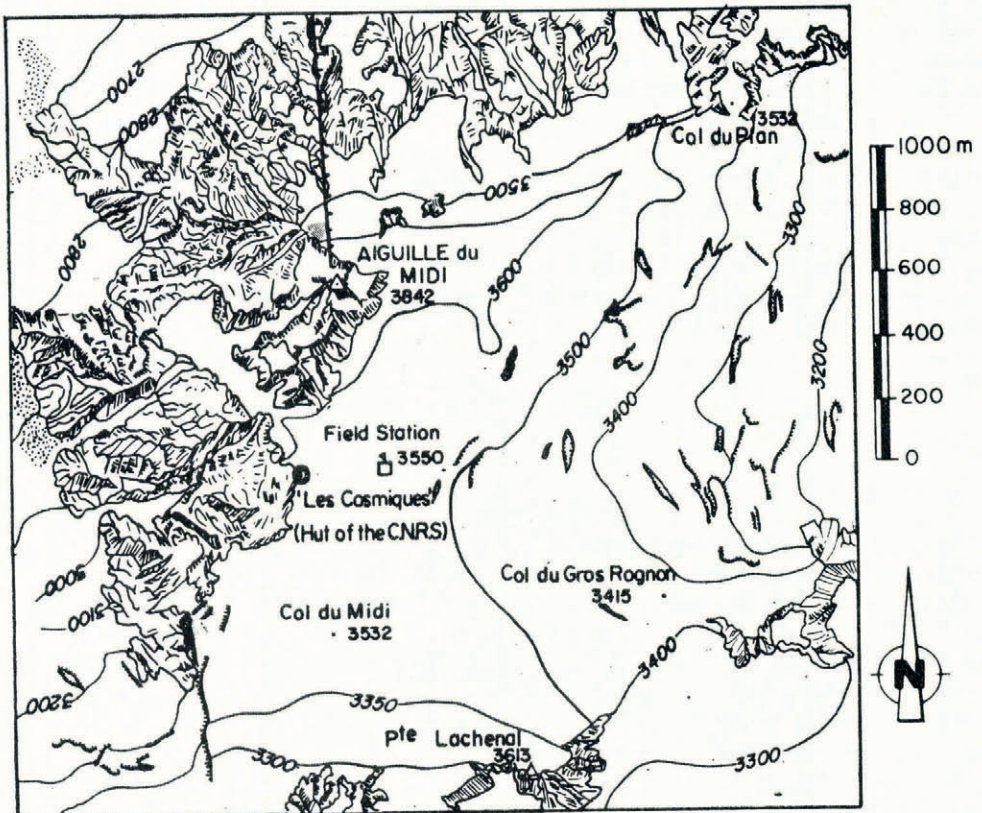 2700
2800
3532
Col du Plan
3500
3300
1000 m
800
600
400
200
0
2800
AIGUILLE du
MIDI
3842
3600
3500
3200
3400
Field Station
3550
'Les Cosmiques'
(Hut of the CNRS)
3000
3100
Col du Gros Rognon
3415
Col du Midi
3532
3400
N
3200
3350
Pte Lachenal
3613
3300
3300